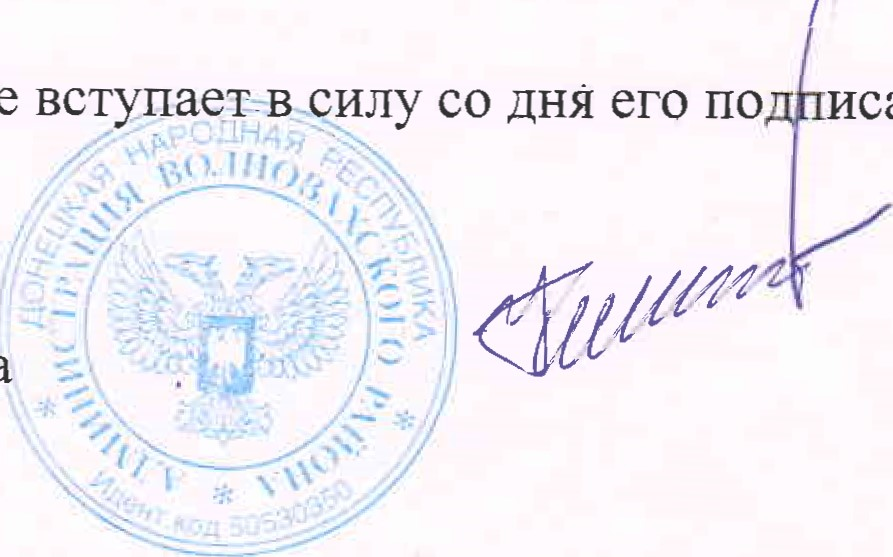 е вступает в силу со дня его подписа
ДОНЕЦКАЯ НАРОДНАЯ РЕСПУБЛИКА
АДМИНИСТРАЦИЯ ВОЛНОВАХСКОГО РАЙОНА
Идент. код 50530350
а